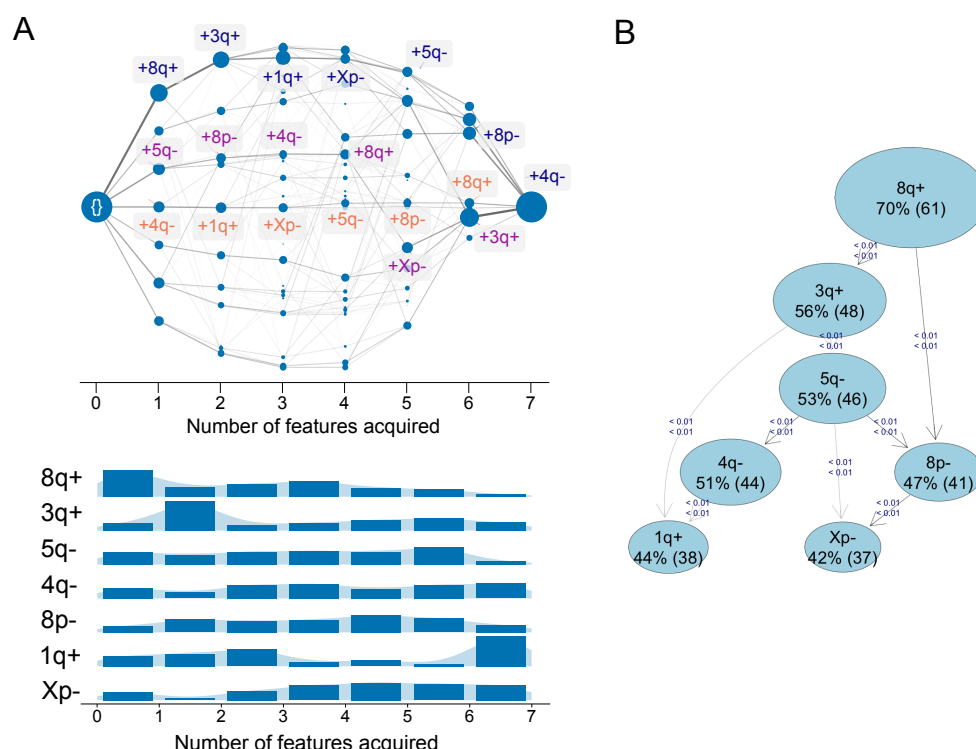 A
+3q+
+8q+
+1q+
+Xp-
+5q-
+5q-
+8p-
+4q-
+8q+
+8p-
+8q+
+4q-
{}
+4q-
+1q+
+Xp-
+5q-
+8p-
+3q+
+Xp-
0 1 2 3 4 5 6 7
Number of features acquired
8q+
3q+
5q-
4q-
8p-
1q+
Xp-
0 1 2 3 4 5 6 7
Number of features acquired
B
8q+
70% (61)
< 0.01
< 0.01
3q+
56% (48)
< 0.01
< 0.01
< 0.01
< 0.01
5q-
53% (46)
< 0.01
< 0.01
< 0.01
< 0.01
< 0.01
< 0.01
< 0.01
< 0.01
4q-
51% (44)
8p-
47% (41)
< 0.01
< 0.01
< 0.01
< 0.01
1q+
44% (38)
Xp-
42% (37)